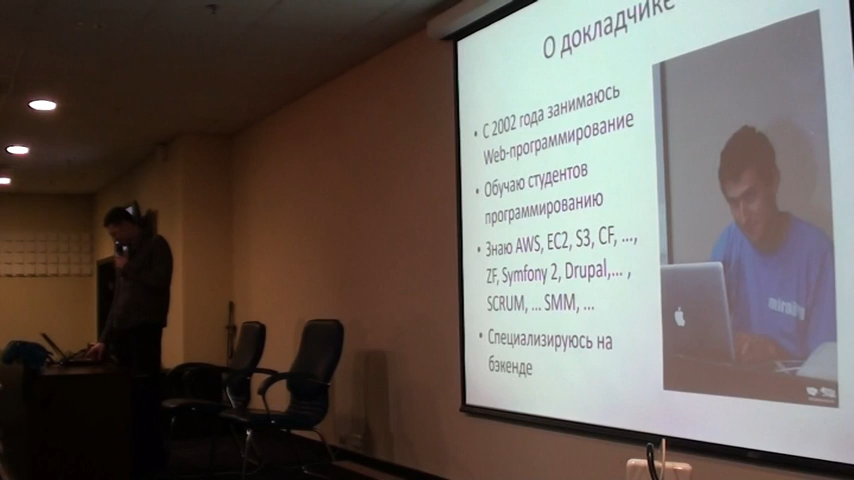 О докладчике
• С 2002 года занимаюсь
Web-программирование
• Обучаю студентов
программированию
• Знаю AWS, EC2, S3, CF, ...,
ZF, Symfony 2, Drupal,... ,
SCRUM, ... SMM, ...
• Специализируюсь на
бэкенде